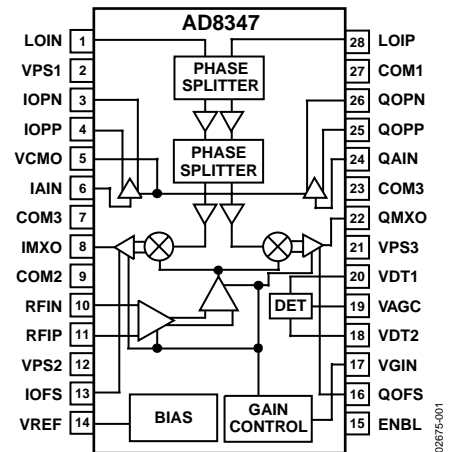 AD8347
LOIN 1
VPS1 2
IOPN 3
IOPP 4
VCMO 5
IAIN 6
COM3 7
IMXO 8
COM2 9
RFIN 10
RFIP 11
VPS2 12
IOFS 13
VREF 14
28 LOIP
27 COM1
26 QOPN
25 QOPP
24 QAIN
23 COM3
22 QMXO
21 VPS3
20 VDT1
19 VAGC
18 VDT2
17 VGIN
16 QOFS
15 ENBL
PHASE
SPLITTER
PHASE
SPLITTER
DET
BIAS
GAIN
CONTROL
02675-001